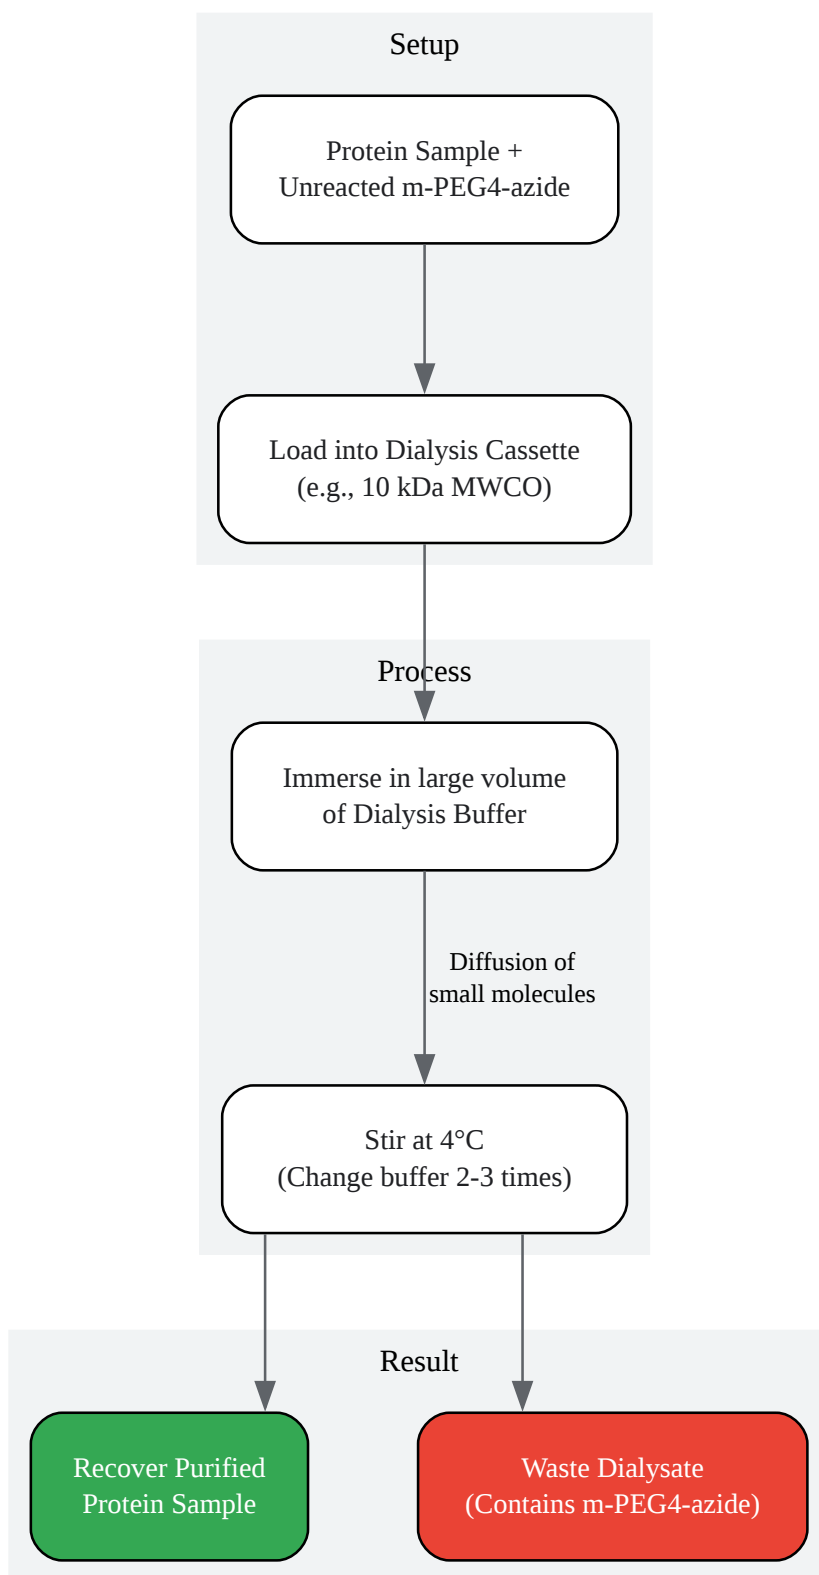 Setup
Protein Sample +
Unreacted m-PEG4-azide
Load into Dialysis Cassette
(e.g., 10 kDa MWCO)
Process
Immerse in large volume
of Dialysis Buffer
Diffusion of
small molecules
Stir at 4°C
(Change buffer 2-3 times)
Result
Recover Purified
Protein Sample
Waste Dialysate
(Contains m-PEG4-azide)